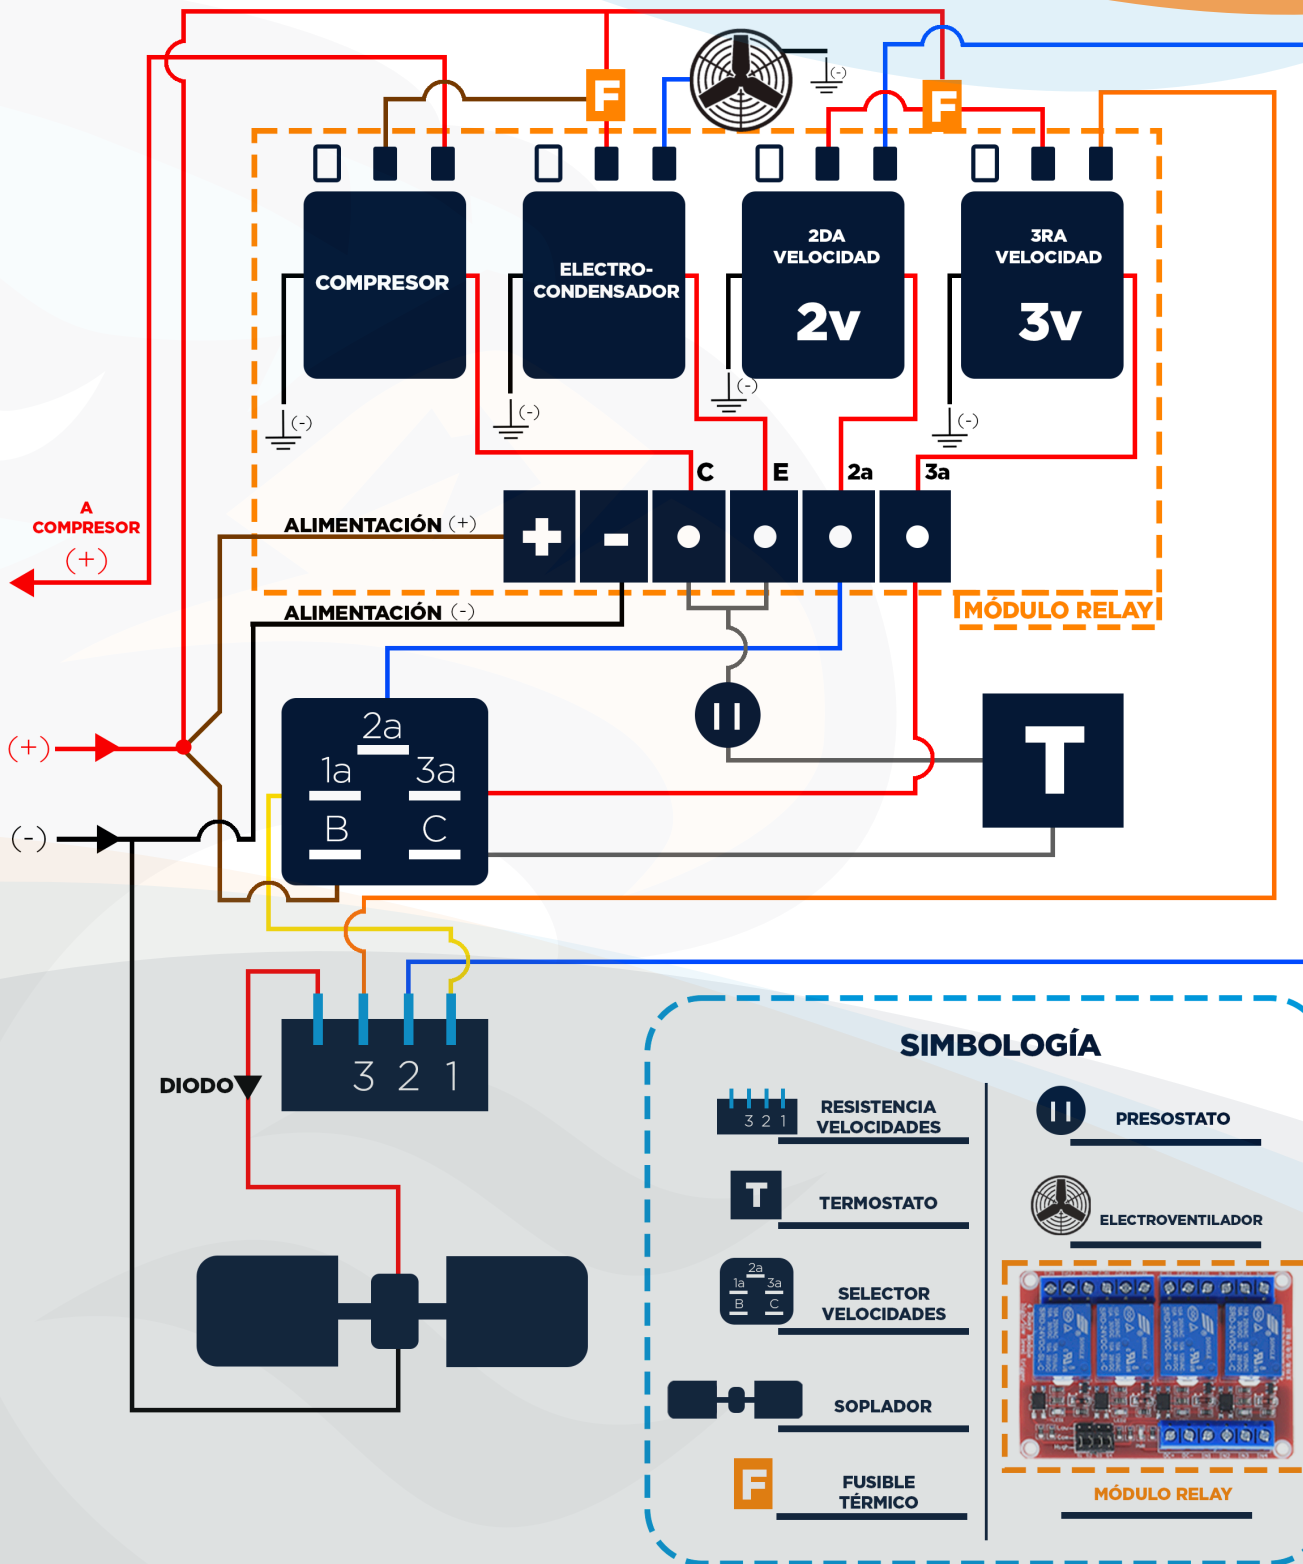 F
(-)
F
COMPRESOR
ELECTRO-
CONDENSADOR
2DA
VELOCIDAD
2v
3RA
VELOCIDAD
3v
(-)
(-)
(-)
(-)
C
E
2a
3a
A
COMPRESOR
(+)
ALIMENTACIÓN (+)
+
-
ALIMENTACIÓN (-)
MÓDULO RELAY
(+)
2a
1a
3a
B
C
T
(-)
3 2 1
DIODO
SIMBOLOGÍA
3 2 1
RESISTENCIA
VELOCIDADES
PRESOSTATO
T
TERMOSTATO
ELECTROVENTILADOR
2a
1a
3a
B
C
SELECTOR
VELOCIDADES
SOPLADOR
F
FUSIBLE
TÉRMICO
MÓDULO RELAY